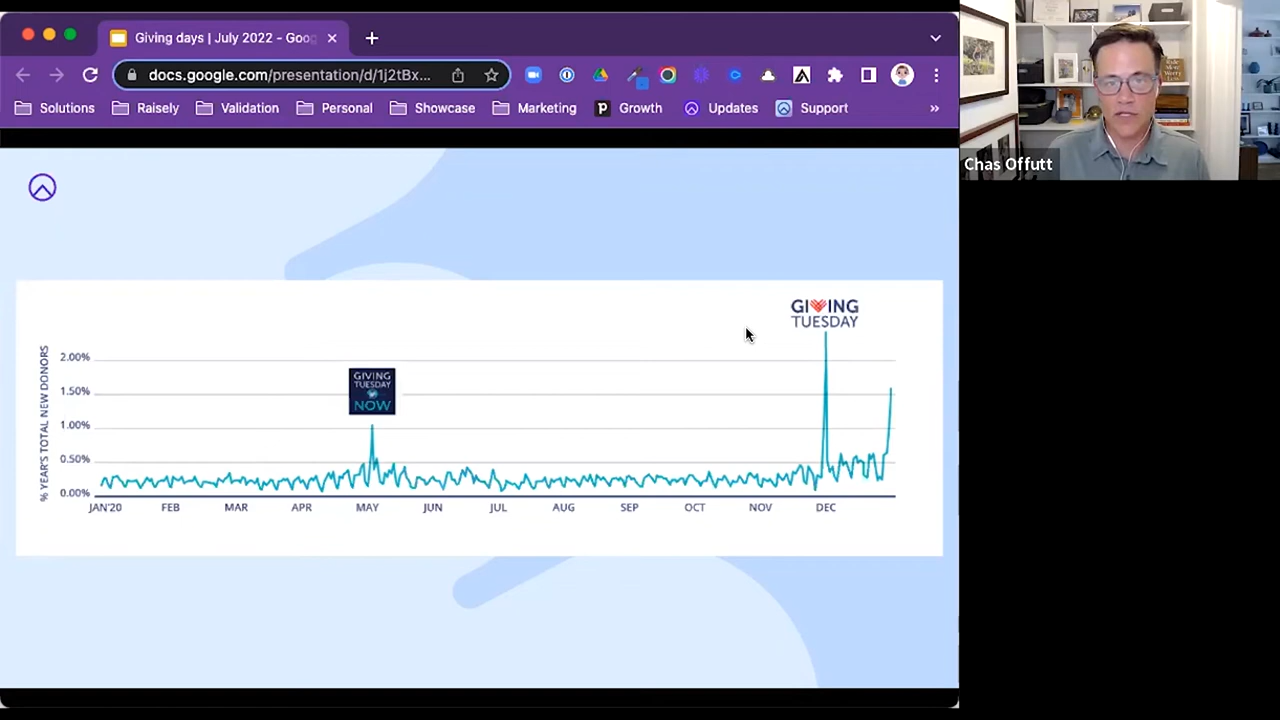 Giving days | July 2022 - Goo
docs.google.com/presentation/d/1j2tBx...
Solutions
Raisely
Validation
Personal
Showcase
Marketing
Growth
Updates
Support
Chas Offutt
GIVING
TUESDAY
% YEAR'S TOTAL NEW DONORS
2.00%
1.50%
1.00%
0.50%
0.00%
GIVING
TUESDAY
NOW
JAN'20 FEB MAR APR MAY JUN JUL AUG SEP OCT NOV DEC